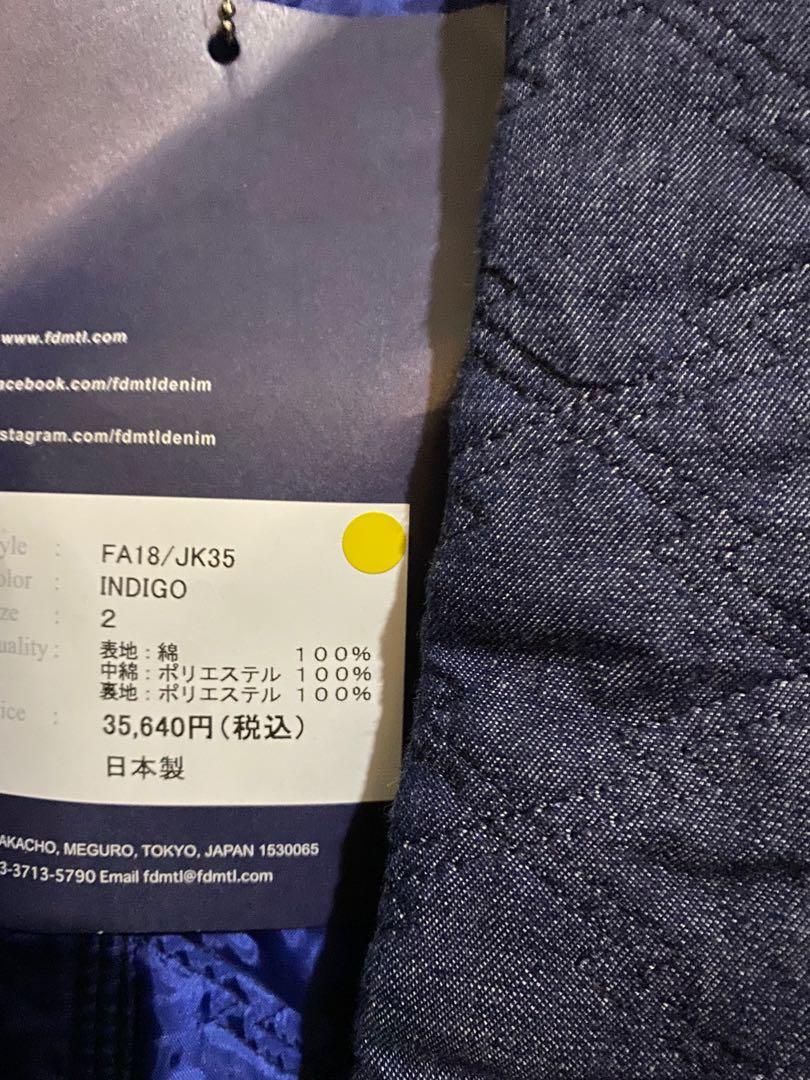 www.fdmtl.com
acebook.com/fdmtldenim
stagram.com/fdmtldenim
yle : FA18/JK35
olor : INDIGO
ze : 2
uality : 表地：綿 １００％
中綿：ポリエステル １００％
裏地：ポリエステル １００％
ice : 35,640円(税込)
日本製
AKACHO, MEGURO, TOKYO, JAPAN 1530065
3-3713-5790 Email fdmtl@fdmtl.com